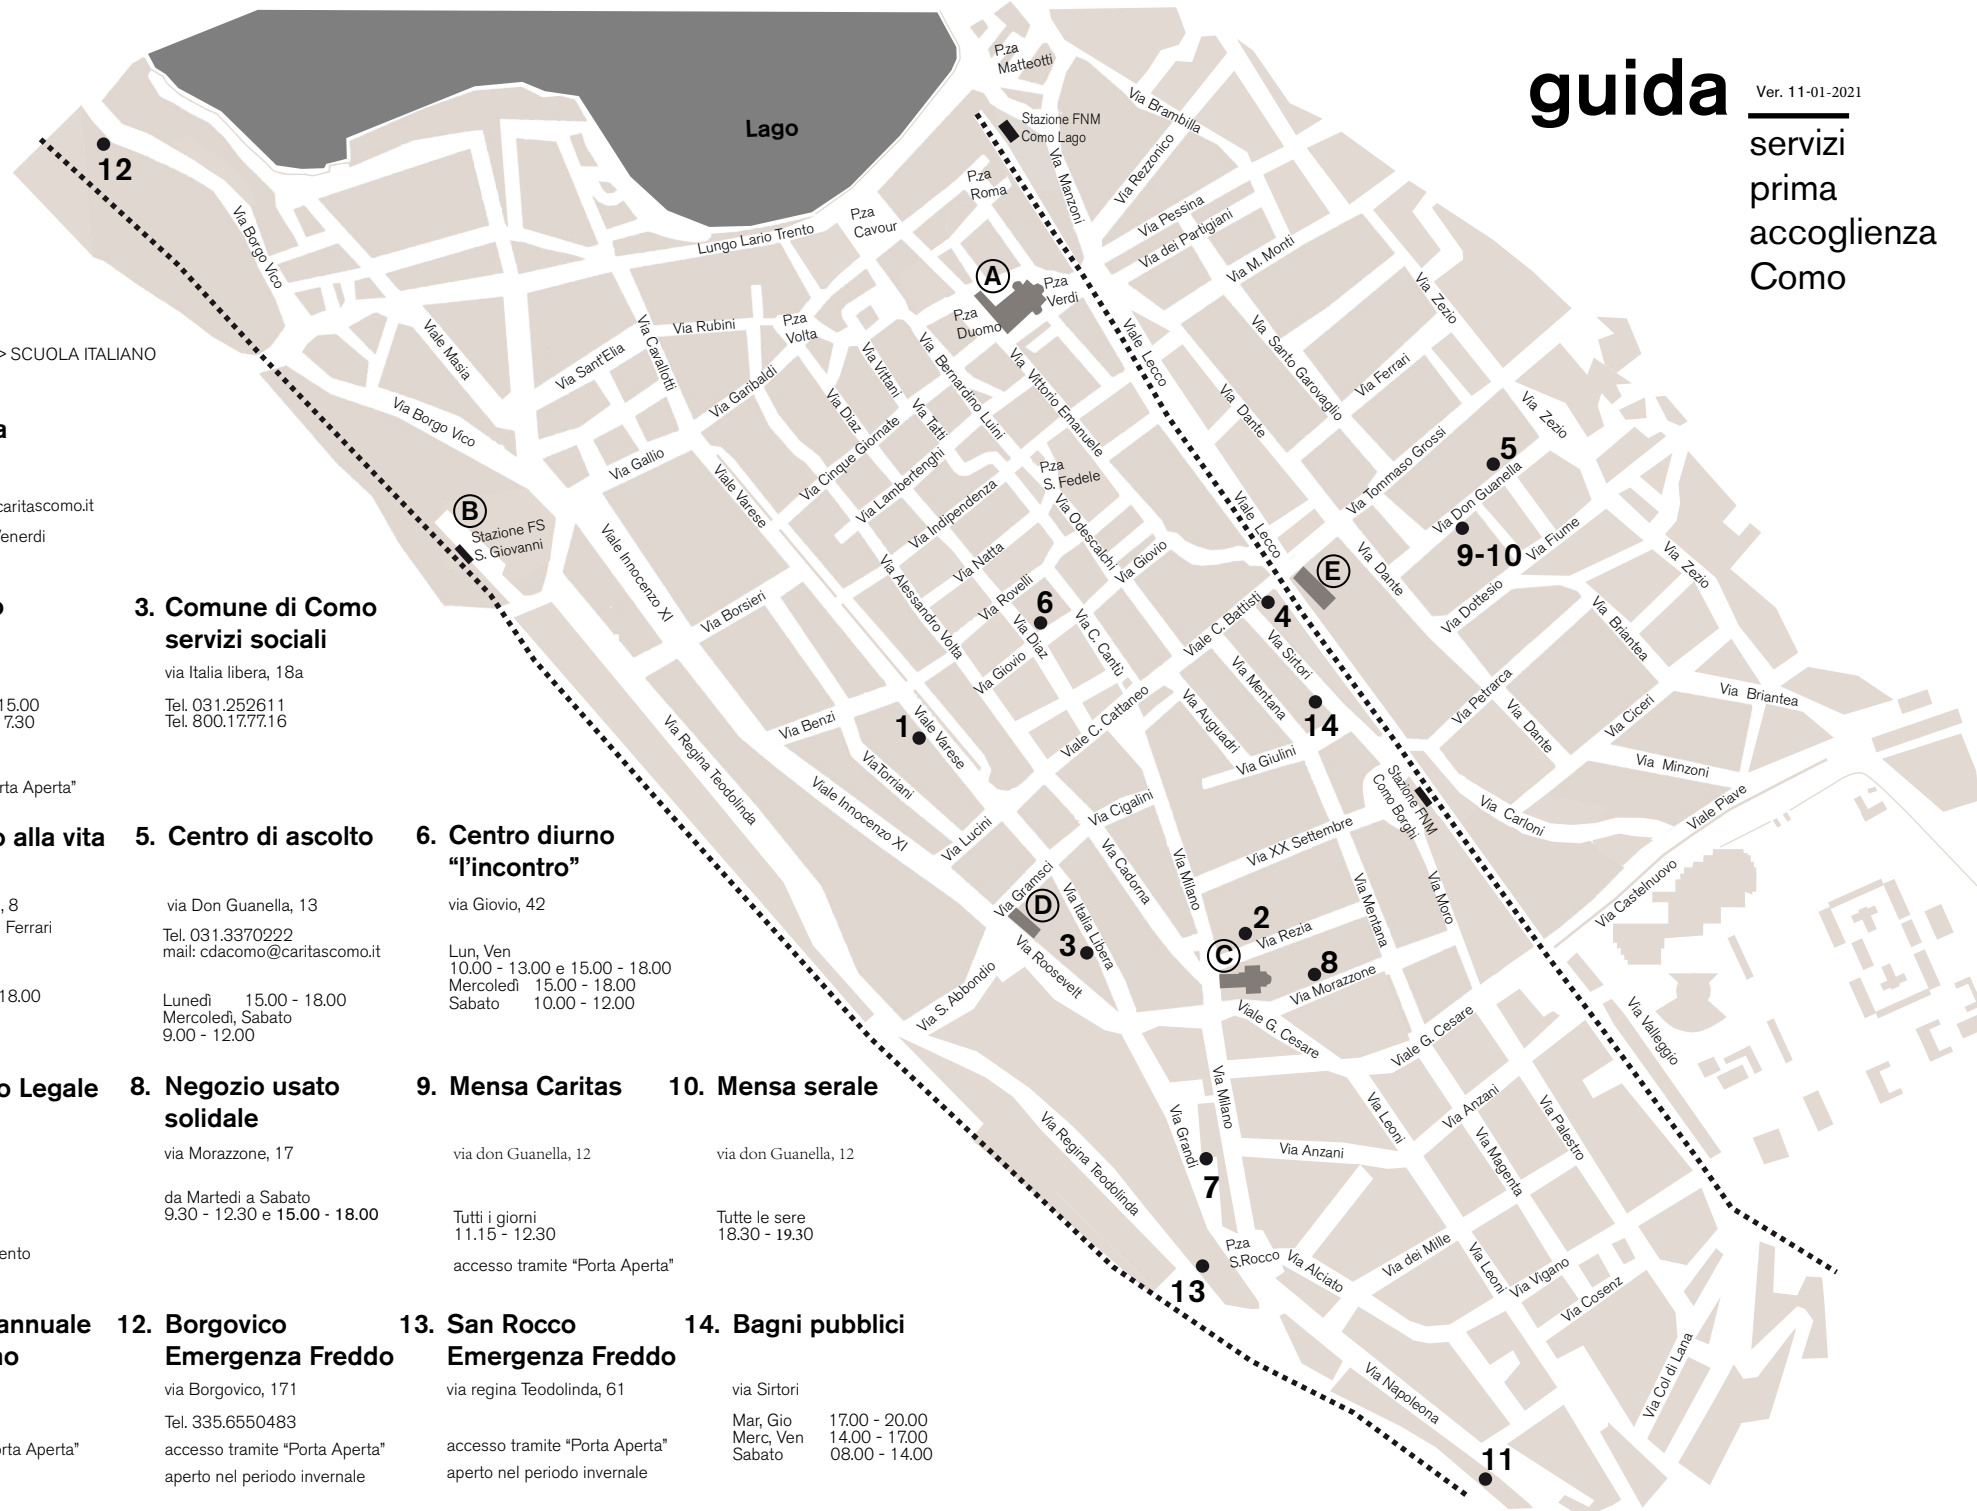 guida
Ver. 11-01-2021
servizi
prima
accoglienza
Como
Lago
P.za
Matteotti
Stazione FNM
Como Lago
Via Brambilla
Via Rezzonico
Via Manzoni
P.za
Roma
Via Pessina
Via dei Partigiani
Via M. Monti
P.za
Cavour
Lungo Lario Trento
12
Via Borgo Vico
A
P.za
Verdi
P.za
Duomo
Via Zezio
Via Rubini
P.za
Volta
Via Cavallotti
Viale Masia
Via Sant'Elia
Via Garibaldi
Via Vittani
Via Bernardino Luini
Via Vittorio Emanuele
Viale Lecco
Via Santo Garovaglio
Via Ferrari
Via Dante
Via Zezio
Via Borgo Vico
Via Diaz
Via Tatti
Via Cinque Giornate
Via Lambertenghi
Via Gallio
Viale Varese
P.za
S. Fedele
Via Tommaso Grossi
5
Via Don Guanella
9-10
Via Fiume
Via Zezio
B
Stazione FS
S. Giovanni
Viale Innocenzo XI
Via Indipendenza
Via Odescalchi
Via Giovio
Viale Lecco
E
Via Dante
Via Natta
Via Alessandro Volta
Via Rovelli
6
Via Diaz
Via Giovio
Via C. Cantù
Via Borsieri
Viale C. Battisti
4
Via Sirtori
Via Dottesio
Via Briantea
Via Mentana
14
Via Auguadri
Via Giulini
Via Petrarca
Via Dante
Via Ciceri
Via Briantea
Via Minzoni
Viale Piave
Via Carloni
Stazione FNM
Como Borghi
Viale C. Cattaneo
Via Benzi
1
Viale Varese
Via Torriani
Via Regina Teodolinda
Viale Innocenzo XI
Via Lucini
Via Cigalini
Via Cadorna
Via Milano
Via XX Settembre
Via Mentana
Via Moro
Via Castelnuovo
Via Gramsci
D
Via Italia Libera
3
Via Roosevelt
Via S. Abbondio
2
Via Rezia
C
8
Via Morazzone
Viale G. Cesare
Viale G. Cesare
Via Valleggio
Via Milano
Via Grandi
7
Via Anzani
Via Leoni
Via Anzani
Via Magenta
Via Palestro
Via Regina Teodolinda
P.za
S.Rocco
13
Via Alciato
Via dei Mille
Via Leoni
Via Vigano
Via Cosenz
Via Col di Lana
Via Napoleona
11
> SCUOLA ITALIANO
a
caritascomo.it
enerdi
o
15.00
7.30
rta Aperta”
3. Comune di Como
servizi sociali
via Italia libera, 18a
Tel. 031.252611
Tel. 800.17.77.16
o alla vita
, 8
Ferrari
18.00
5. Centro di ascolto
via Don Guanella, 13
Tel. 031.3370222
mail: cdacomo@caritascomo.it
Lunedì 15.00 - 18.00
Mercoledì, Sabato
9.00 - 12.00
6. Centro diurno
“l'incontro”
via Giovio, 42
Lun, Ven
10.00 - 13.00 e 15.00 - 18.00
Mercoledì 15.00 - 18.00
Sabato 10.00 - 12.00
o Legale
ento
8. Negozio usato
solidale
via Morazzone, 17
da Martedi a Sabato
9.30 - 12.30 e 15.00 - 18.00
9. Mensa Caritas
via don Guanella, 12
Tutti i giorni
11.15 - 12.30
accesso tramite “Porta Aperta”
10. Mensa serale
via don Guanella, 12
Tutte le sere
18.30 - 19.30
annuale
no
orta Aperta”
12. Borgovico
Emergenza Freddo
via Borgovico, 171
Tel. 335.6550483
accesso tramite “Porta Aperta”
aperto nel periodo invernale
13. San Rocco
Emergenza Freddo
via regina Teodolinda, 61
accesso tramite “Porta Aperta”
aperto nel periodo invernale
14. Bagni pubblici
via Sirtori
Mar, Gio 17.00 - 20.00
Merc, Ven 14.00 - 17.00
Sabato 08.00 - 14.00